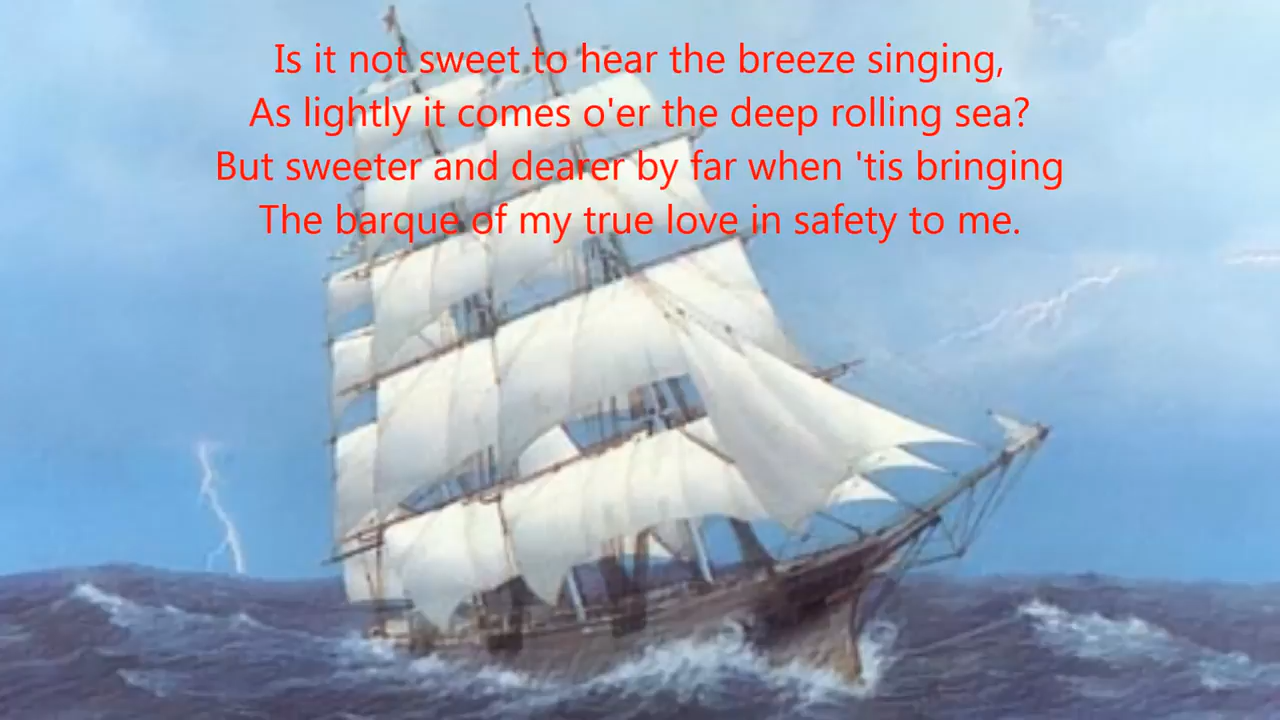 Is it not sweet to hear the breeze singing,
As lightly it comes o'er the deep rolling sea?
But sweeter and dearer by far when 'tis bringing
The barque of my true love in safety to me.